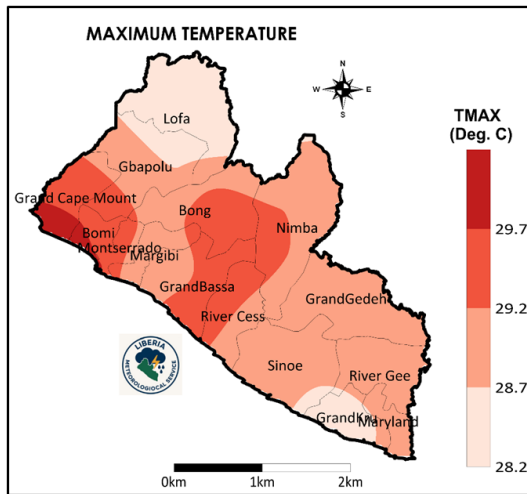 MAXIMUM TEMPERATURE
N
W E
S
TMAX
(Deg. C)
29.7
29.2
28.7
28.2
Lofa
Gbapolu
Grand Cape Mount
Bong
Bomi
Nimba
Montserrado
Margibi
GrandBassa
GrandGedeh
River Cess
Sinoe
River Gee
GrandKru
Maryland
LIBERIA
METEOROLOGIOCAL SERVICE
0km 1km 2km